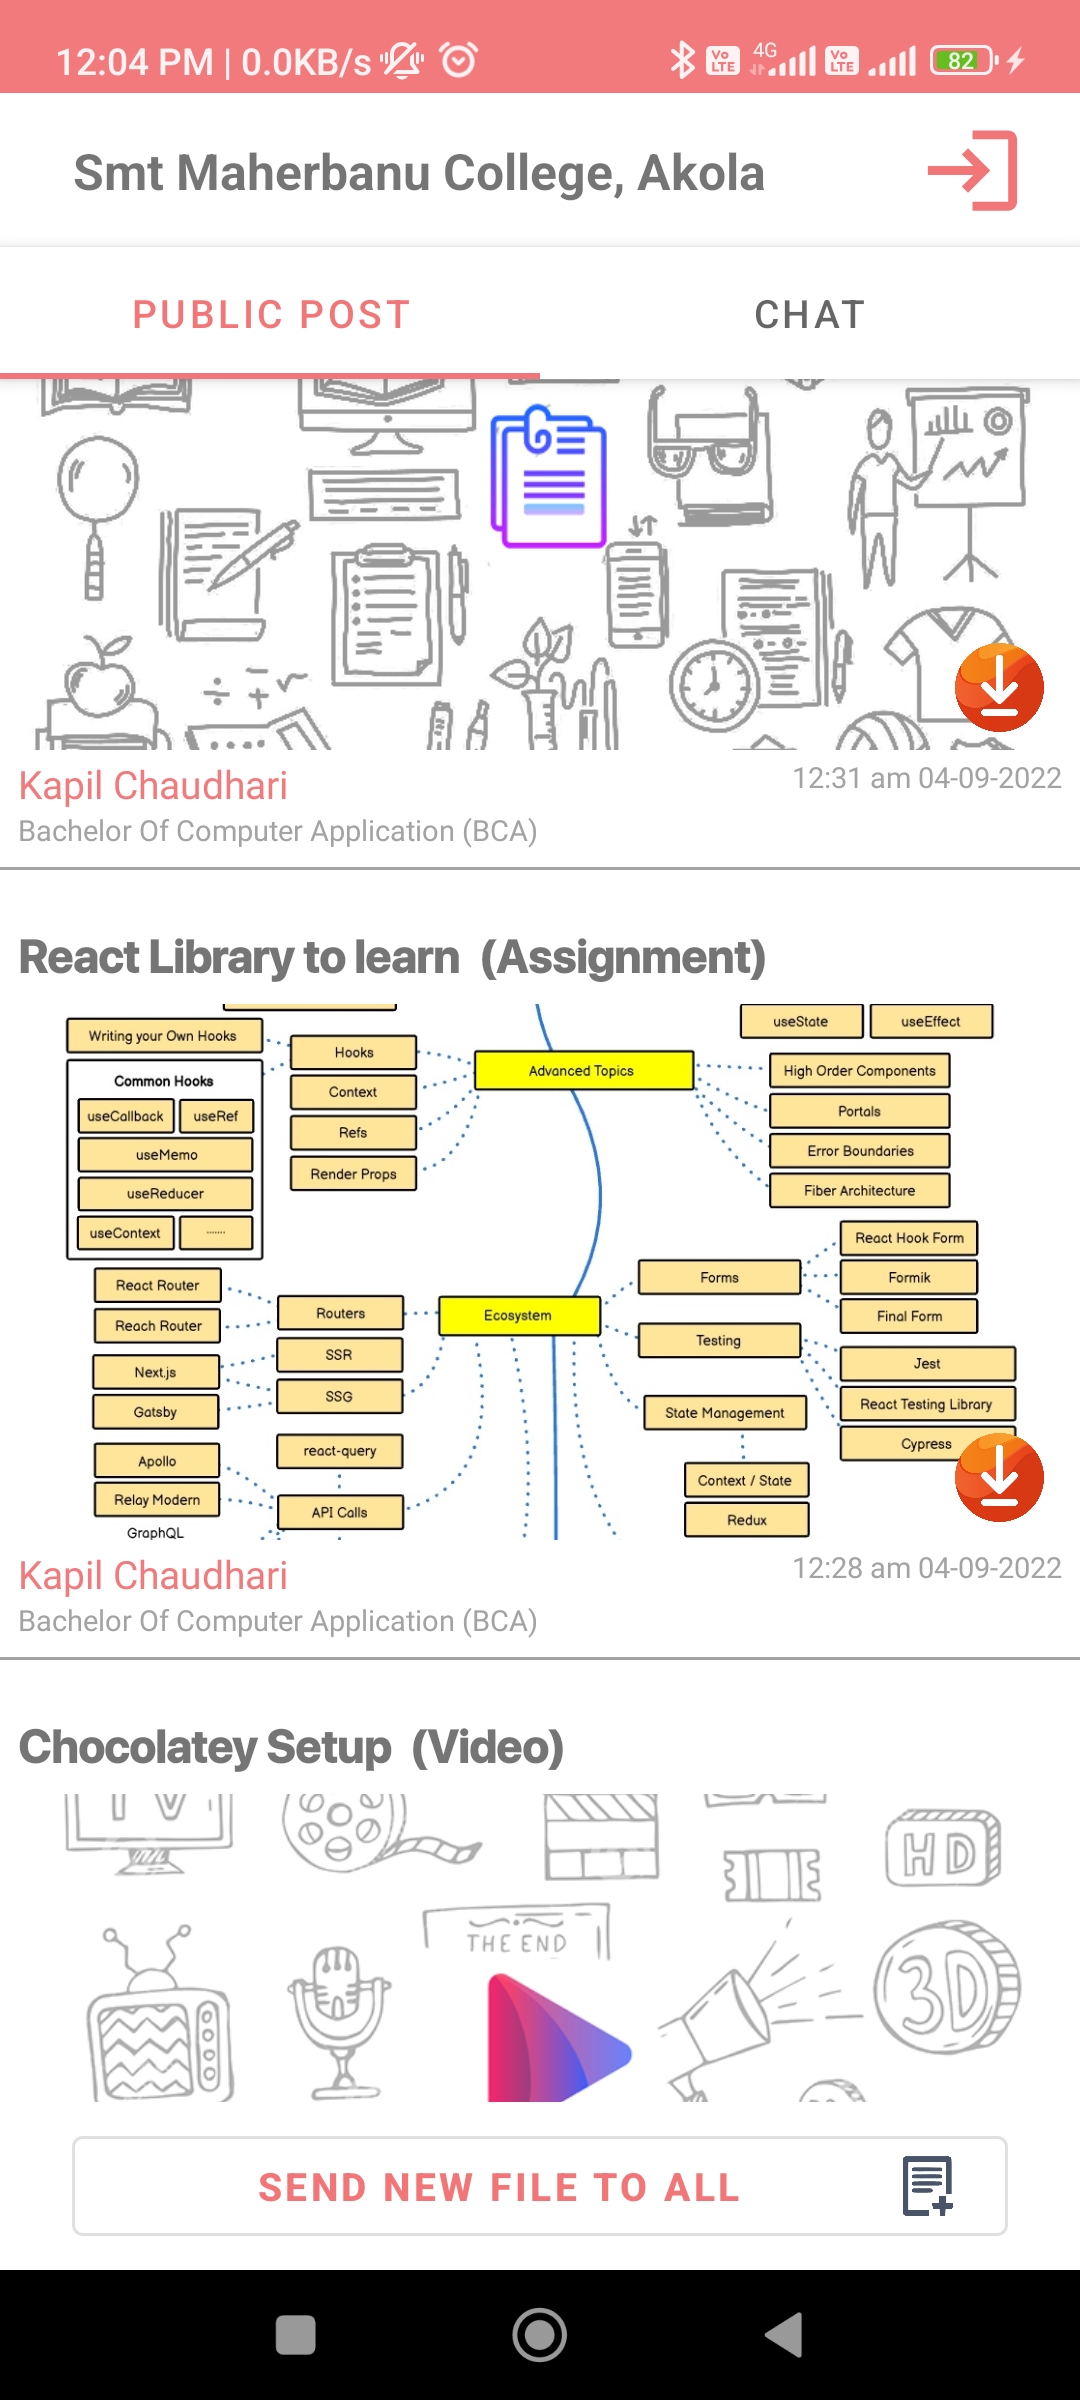 12:04 PM | 0.0KB/s
Vo LTE 4G Vo LTE 82
Smt Maherbanu College, Akola
PUBLIC POST CHAT
Kapil Chaudhari 12:31 am 04-09-2022
Bachelor Of Computer Application (BCA)
React Library to learn (Assignment)
Writing your Own Hooks
Common Hooks
useCallback useRef
useMemo
useReducer
useContext .......
Hooks
Context
Refs
Render Props
Advanced Topics
useState useEffect
High Order Components
Portals
Error Boundaries
Fiber Architecture
React Router
Reach Router
Next.js
Gatsby
Apollo
Relay Modern
GraphQL
Routers
SSR
SSG
react-query
API Calls
Ecosystem
Forms
Testing
State Management
Context / State
Redux
React Hook Form
Formik
Final Form
Jest
React Testing Library
Cypress
Kapil Chaudhari 12:28 am 04-09-2022
Bachelor Of Computer Application (BCA)
Chocolatey Setup (Video)
TV
HD
THE END
3D
SEND NEW FILE TO ALL